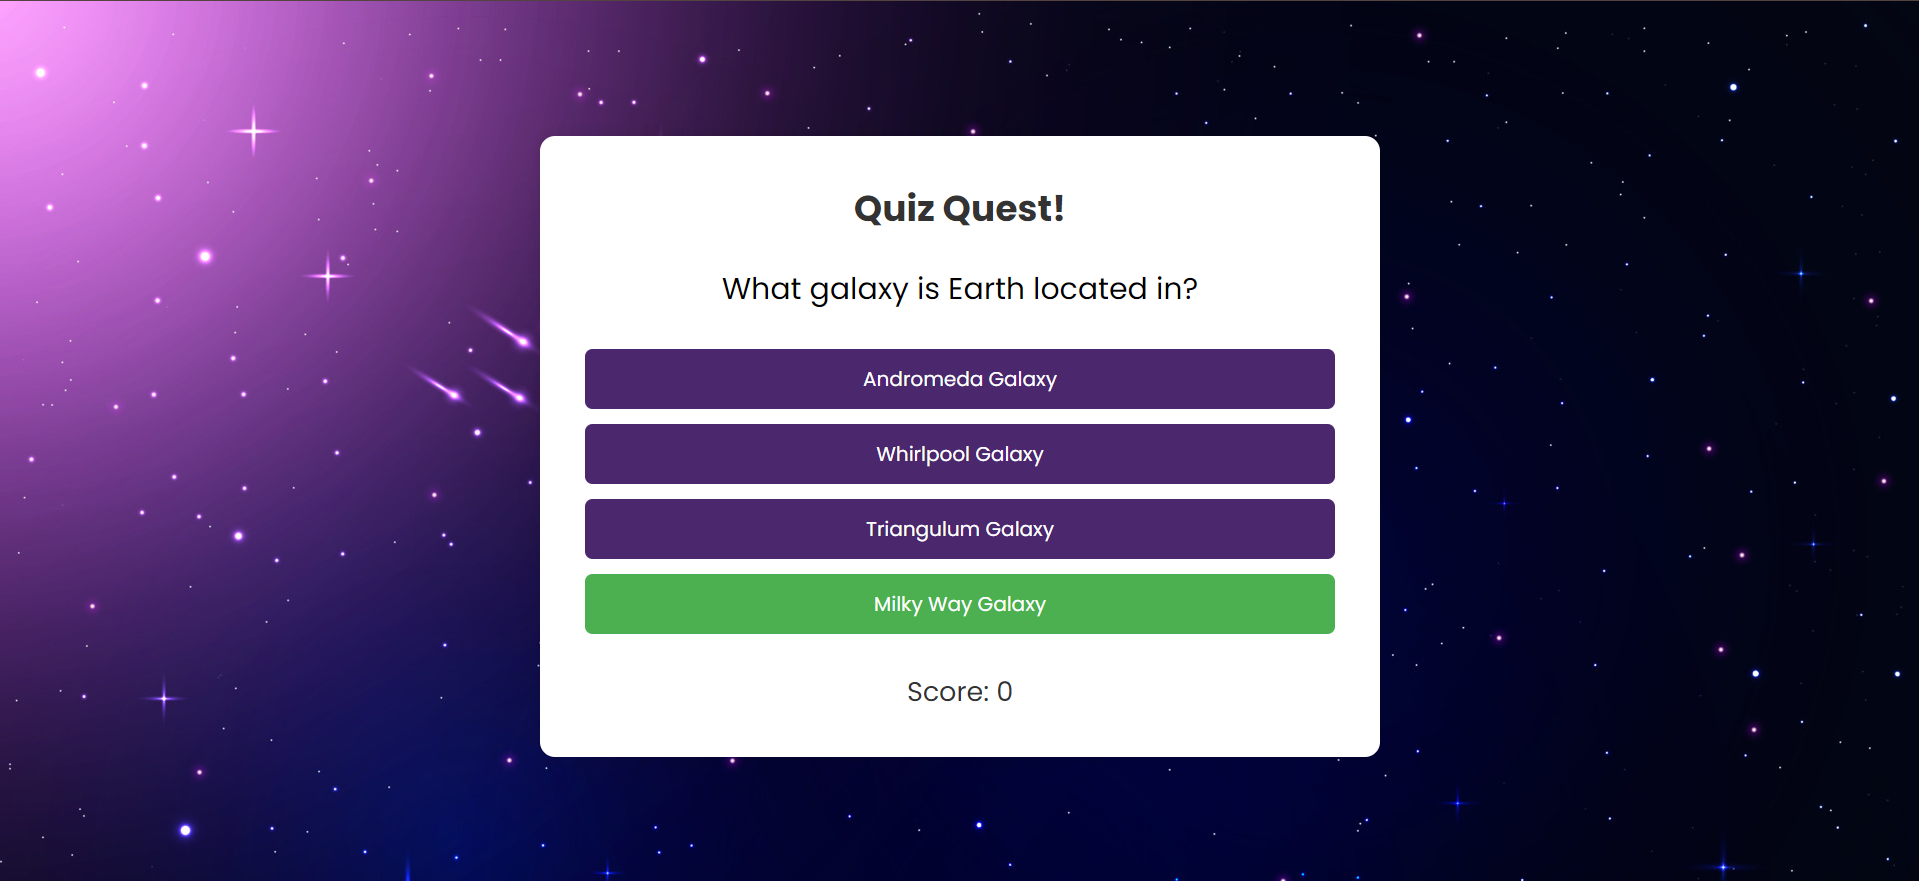 Quiz Quest!
What galaxy is Earth located in?
Andromeda Galaxy
Whirlpool Galaxy
Triangulum Galaxy
Milky Way Galaxy
Score: 0